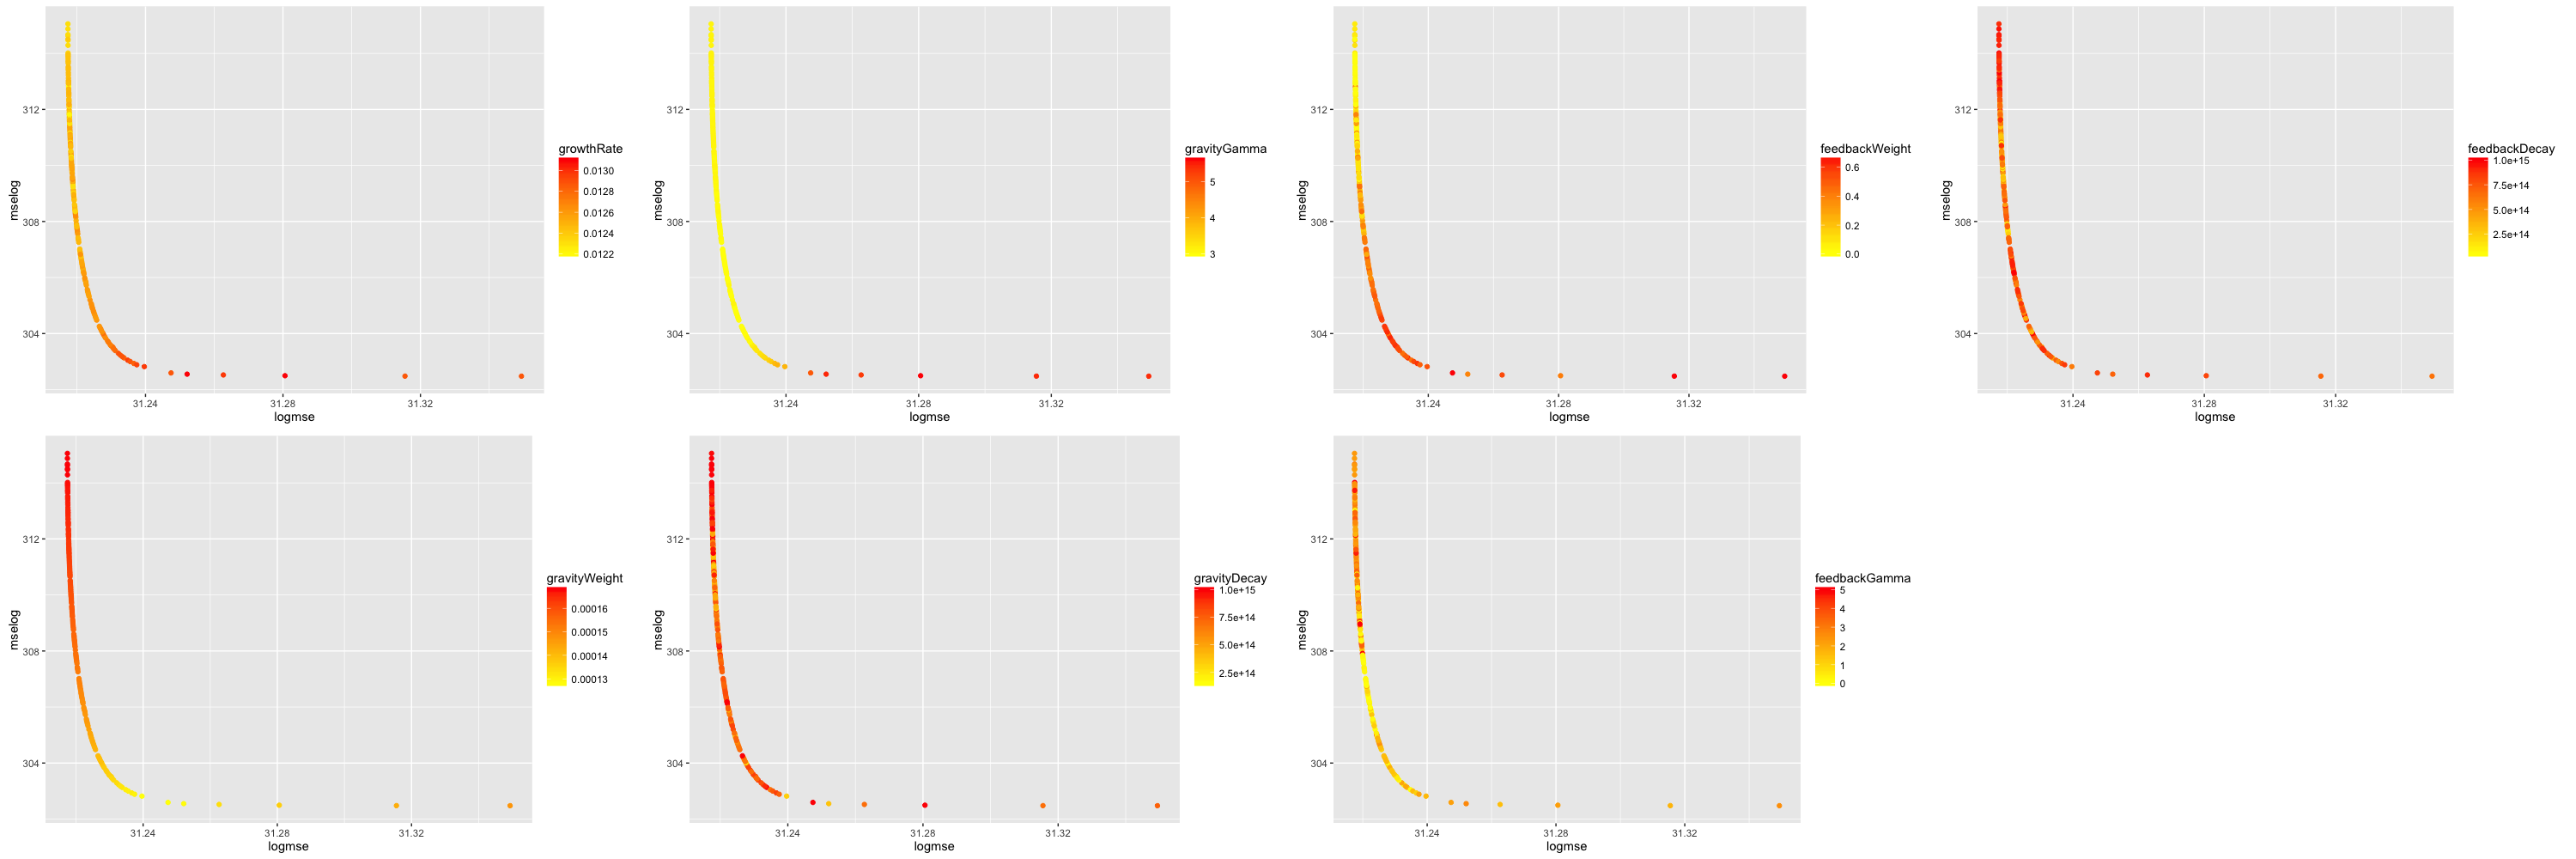 mselog
312
308
304
31.24
31.28
31.32
logmse
growthRate
0.0130
0.0128
0.0126
0.0124
0.0122
mselog
312
308
304
31.24
31.28
31.32
logmse
gravityGamma
5
4
3
mselog
312
308
304
31.24
31.28
31.32
logmse
feedbackWeight
0.6
0.4
0.2
0.0
mselog
312
308
304
31.24
31.28
31.32
logmse
feedbackDecay
1.0e+15
7.5e+14
5.0e+14
2.5e+14
mselog
312
308
304
31.24
31.28
31.32
logmse
gravityWeight
0.00016
0.00015
0.00014
0.00013
mselog
312
308
304
31.24
31.28
31.32
logmse
gravityDecay
1.0e+15
7.5e+14
5.0e+14
2.5e+14
mselog
312
308
304
31.24
31.28
31.32
logmse
feedbackGamma
5
4
3
2
1
0